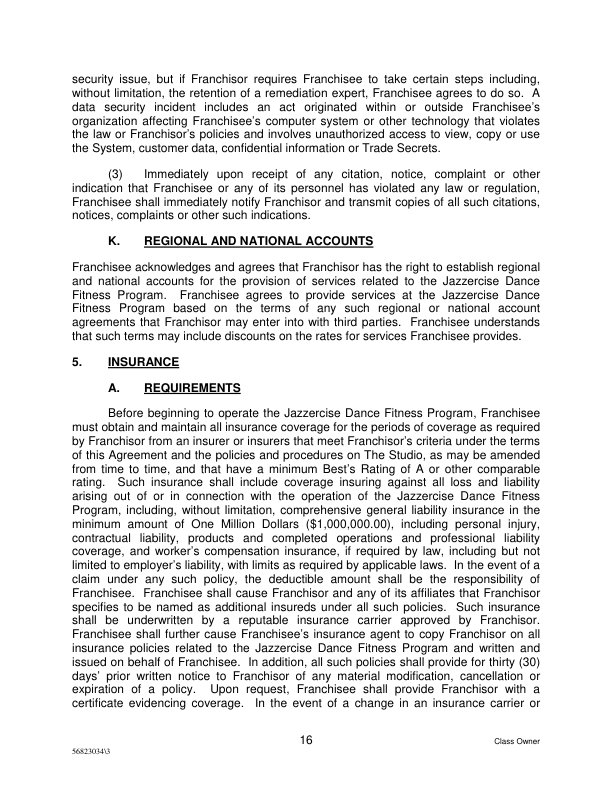 security issue, but if Franchisor requires Franchisee to take certain steps including,
without limitation, the retention of a remediation expert, Franchisee agrees to do so.  A
data security incident includes an act originated within or outside Franchisee's
organization affecting Franchisee's computer system or other technology that violates
the law or Franchisor's policies and involves unauthorized access to view, copy or use
the System, customer data, confidential information or Trade Secrets.
(3) Immediately upon receipt of any citation, notice, complaint or other
indication that Franchisee or any of its personnel has violated any law or regulation,
Franchisee shall immediately notify Franchisor and transmit copies of all such citations,
notices, complaints or other such indications.
K. REGIONAL AND NATIONAL ACCOUNTS
Franchisee acknowledges and agrees that Franchisor has the right to establish regional
and national accounts for the provision of services related to the Jazzercise Dance
Fitness Program.  Franchisee agrees to provide services at the Jazzercise Dance
Fitness Program based on the terms of any such regional or national account
agreements that Franchisor may enter into with third parties.  Franchisee understands
that such terms may include discounts on the rates for services Franchisee provides.
5. INSURANCE
A. REQUIREMENTS
Before beginning to operate the Jazzercise Dance Fitness Program, Franchisee
must obtain and maintain all insurance coverage for the periods of coverage as required
by Franchisor from an insurer or insurers that meet Franchisor's criteria under the terms
of this Agreement and the policies and procedures on The Studio, as may be amended
from time to time, and that have a minimum Best's Rating of A or other comparable
rating.  Such insurance shall include coverage insuring against all loss and liability
arising out of or in connection with the operation of the Jazzercise Dance Fitness
Program, including, without limitation, comprehensive general liability insurance in the
minimum amount of One Million Dollars ($1,000,000.00), including personal injury,
contractual liability, products and completed operations and professional liability
coverage, and worker's compensation insurance, if required by law, including but not
limited to employer's liability, with limits as required by applicable laws.  In the event of a
claim under any such policy, the deductible amount shall be the responsibility of
Franchisee.  Franchisee shall cause Franchisor and any of its affiliates that Franchisor
specifies to be named as additional insureds under all such policies.  Such insurance
shall be underwritten by a reputable insurance carrier approved by Franchisor.
Franchisee shall further cause Franchisee's insurance agent to copy Franchisor on all
insurance policies related to the Jazzercise Dance Fitness Program and written and
issued on behalf of Franchisee.  In addition, all such policies shall provide for thirty (30)
days' prior written notice to Franchisor of any material modification, cancellation or
expiration of a policy.  Upon request, Franchisee shall provide Franchisor with a
certificate evidencing coverage.  In the event of a change in an insurance carrier or
16
Class Owner
56823034\3